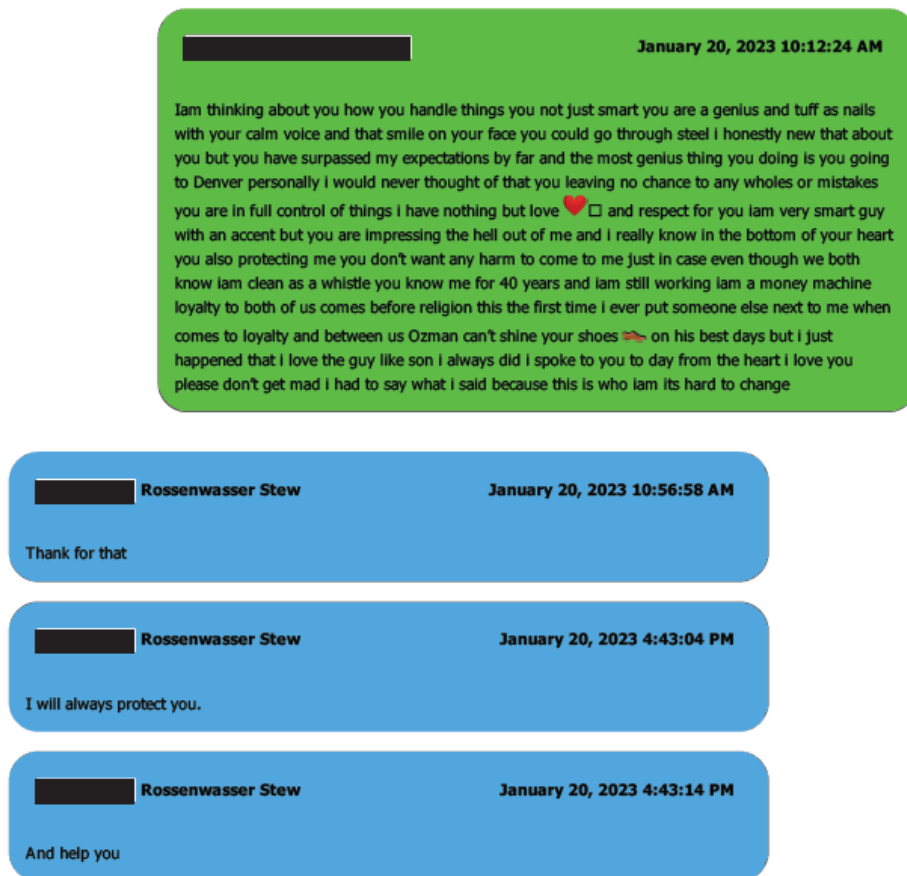 January 20, 2023 10:12:24 AM
Iam thinking about you how you handle things you not just smart you are a genius and tuff as nails
with your calm voice and that smile on your face you could go through steel i honestly new that about
you but you have surpassed my expectations by far and the most genius thing you doing is you going
to Denver personally i would never thought of that you leaving no chance to any wholes or mistakes
you are in full control of things i have nothing but love ❤️□ and respect for you iam very smart guy
with an accent but you are impressing the hell out of me and i really know in the bottom of your heart
you also protecting me you don't want any harm to come to me just in case even though we both
know iam clean as a whistle you know me for 40 years and iam still working iam a money machine
loyalty to both of us comes before religion this the first time i ever put someone else next to me when
comes to loyalty and between us Ozman can't shine your shoes 👞 on his best days but i just
happened that i love the guy like son i always did i spoke to you to day from the heart i love you
please don't get mad i had to say what i said because this is who iam its hard to change
Rossenwasser Stew January 20, 2023 10:56:58 AM
Thank for that
Rossenwasser Stew January 20, 2023 4:43:04 PM
I will always protect you.
Rossenwasser Stew January 20, 2023 4:43:14 PM
And help you